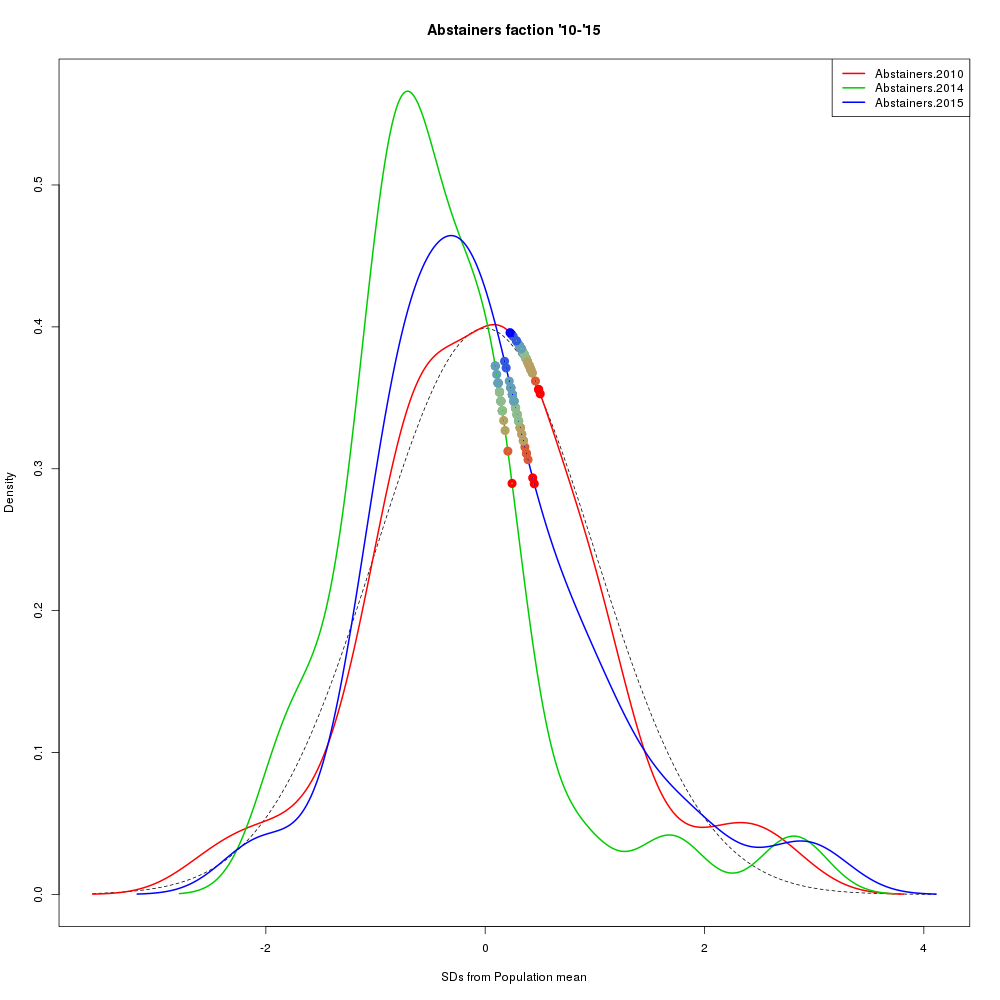 Abstainers faction '10-'15
Abstainers.2010
Abstainers.2014
Abstainers.2015
Density
0.5
0.4
0.3
0.2
0.1
0.0
-2 0 2 4
SDs from Population mean